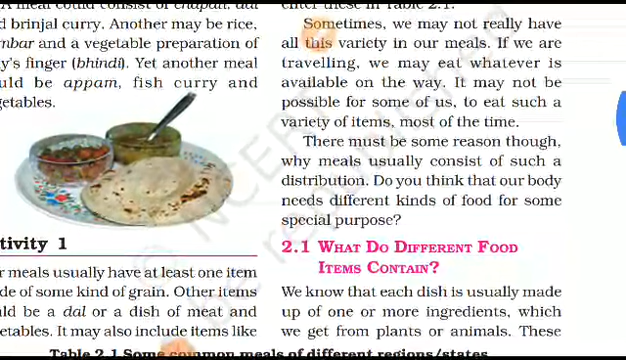 A meal could consist of chapati, dal
brinjal curry. Another may be rice,
and a vegetable preparation of
finger (bhindi). Yet another meal
appam, fish curry and
tivity 1
meals usually have at least one item
of some kind of grain. Other items
be a dal or a dish of meat and
It may also include items like
enter these in Table 2.1.
Sometimes, we may not really have
all this variety in our meals. If we are
travelling, we may eat whatever is
available on the way. It may not be
possible for some of us, to eat such a
variety of items, most of the time.
There must be some reason though,
why meals usually consist of such a
distribution. Do you think that our body
needs different kinds of food for some
special purpose?
2.1 WHAT DO DIFFERENT FOOD
ITEMS CONTAIN?
We know that each dish is usually made
up of one or more ingredients, which
we get from plants or animals. These
Table 2.1 Some common meals of different regions/states
© NCERT
be republished